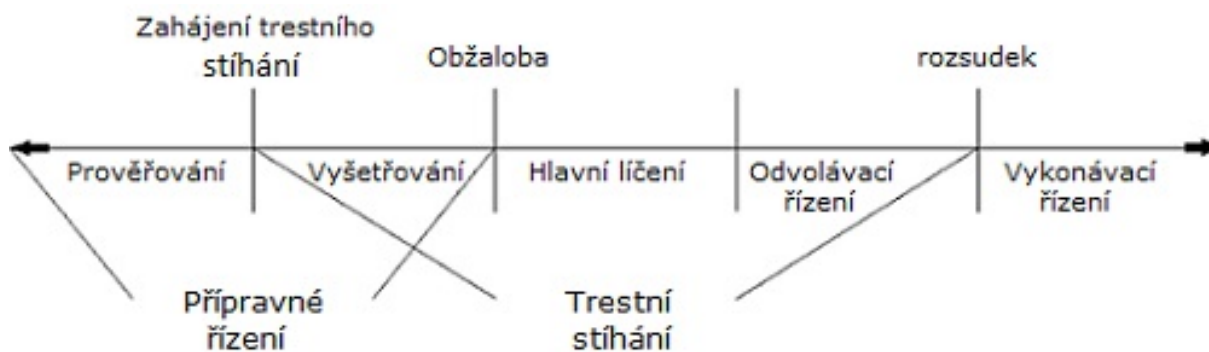 Zahájení trestního
stíhání
Obžaloba
rozsudek
Prověřování
Vyšetřování
Hlavní líčení
Odvolávací
řízení
Vykonávací
řízení
Přípravné
řízení
Trestní
stíhání